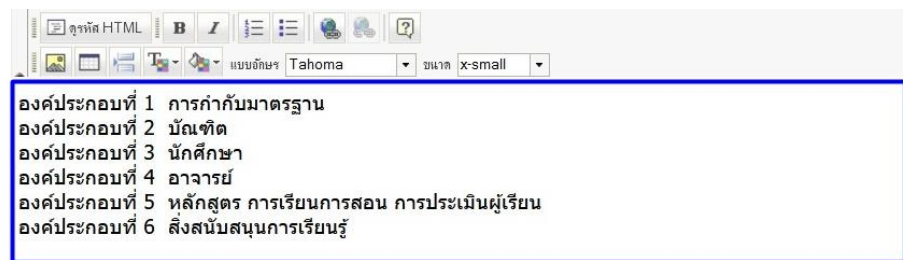 ดูรหัส HTML B I ?
T แบบอักษร Tahoma ขนาด x-small
องค์ประกอบที่ 1 การกำกับมาตรฐาน
องค์ประกอบที่ 2 บัณฑิต
องค์ประกอบที่ 3 นักศึกษา
องค์ประกอบที่ 4 อาจารย์
องค์ประกอบที่ 5 หลักสูตร การเรียนการสอน การประเมินผู้เรียน
องค์ประกอบที่ 6 สิ่งสนับสนุนการเรียนรู้